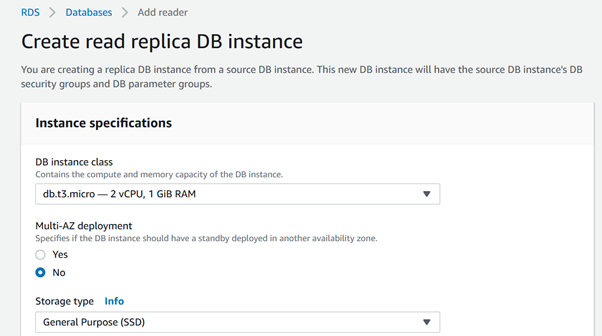 RDS > Databases > Add reader
Create read replica DB instance
You are creating a replica DB instance from a source DB instance. This new DB instance will have the source DB instance's DB
security groups and DB parameter groups.
Instance specifications
DB instance class
Contains the compute and memory capacity of the DB instance.
db.t3.micro — 2 vCPU, 1 GiB RAM
Multi-AZ deployment
Specifies if the DB instance should have a standby deployed in another availability zone.
Yes
No
Storage type Info
General Purpose (SSD)